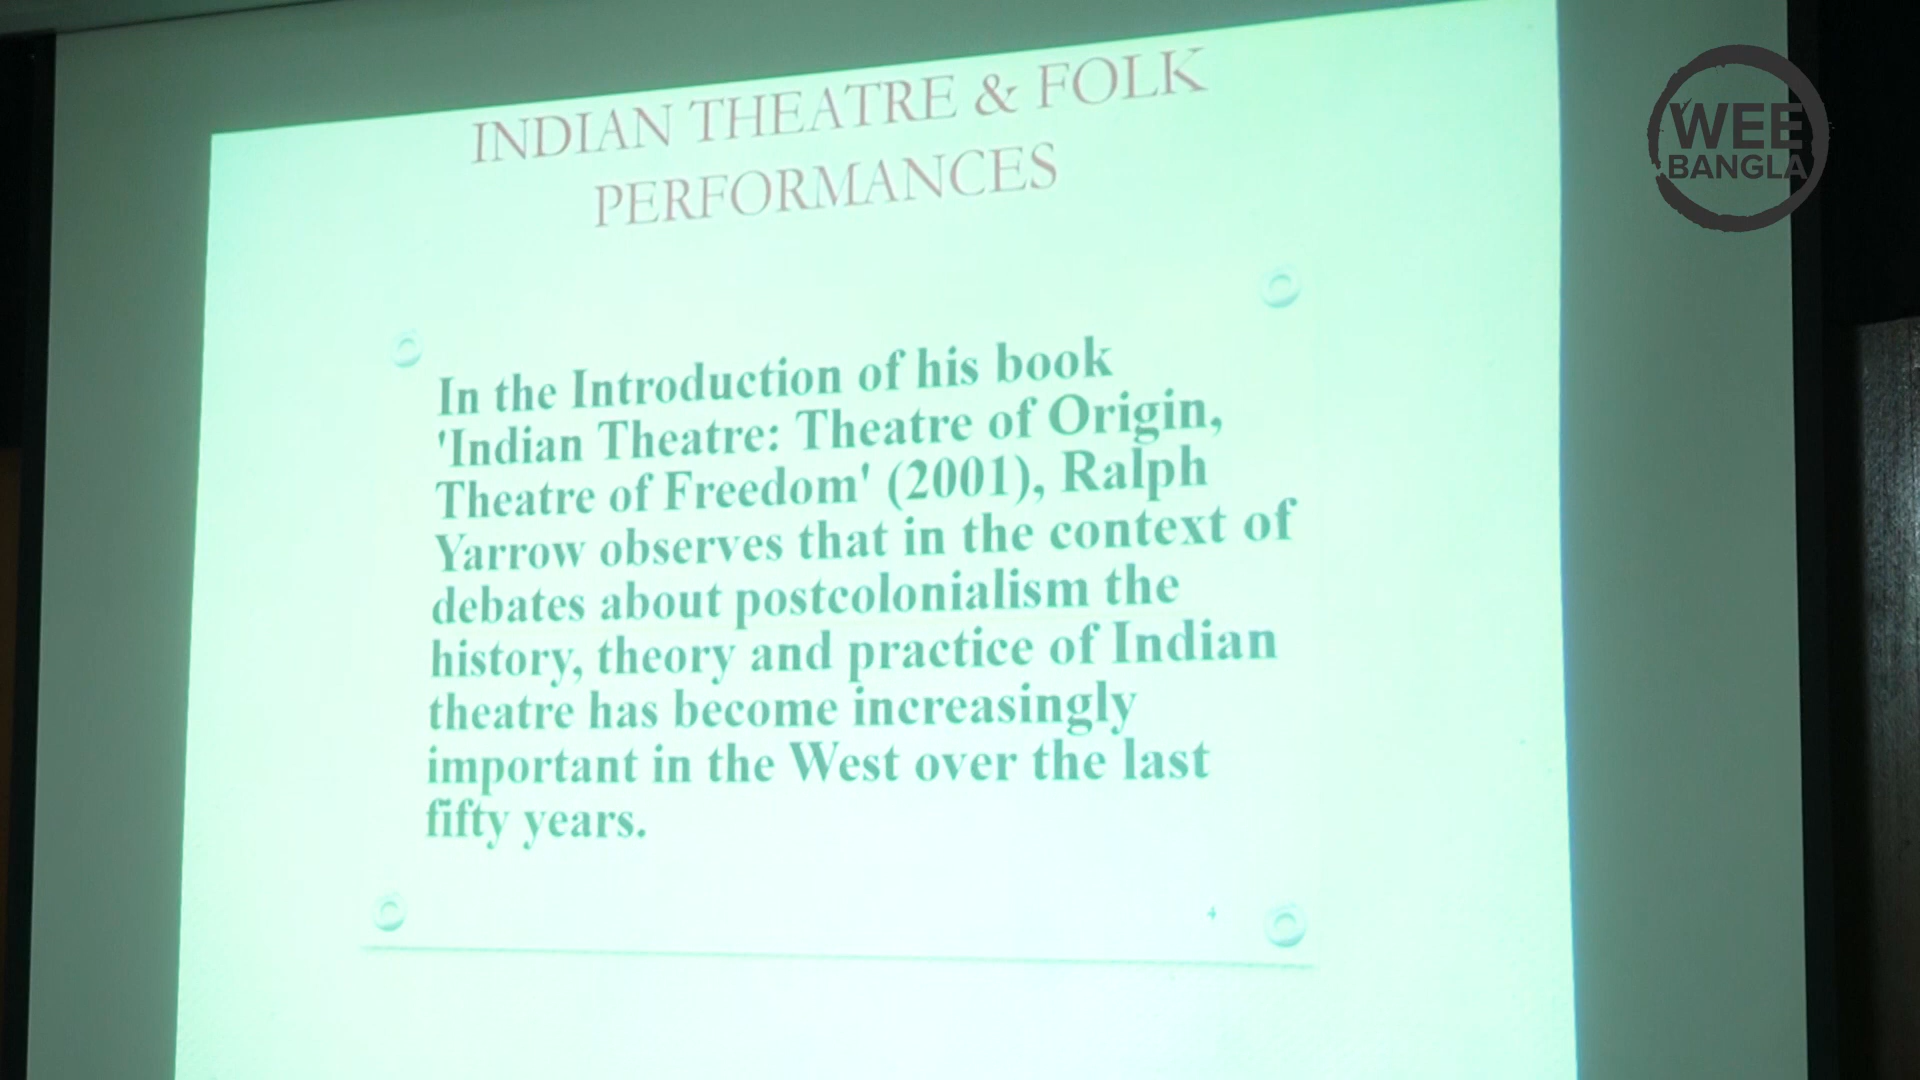 INDIAN THEATRE & FOLK
PERFORMANCES
In the Introduction of his book
'Indian Theatre: Theatre of Origin,
Theatre of Freedom' (2001), Ralph
Yarrow observes that in the context of
debates about postcolonialism the
history, theory and practice of Indian
theatre has become increasingly
important in the West over the last
fifty years.
4
WEE
BANGLA